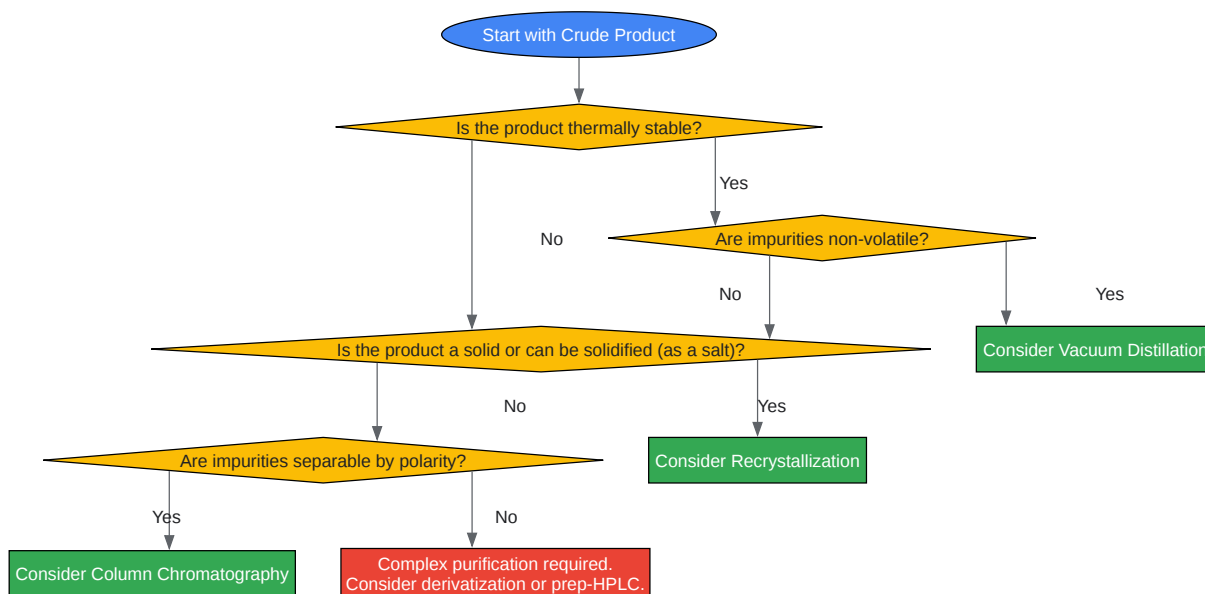 Start with Crude Product
Is the product thermally stable?
Yes
No
Are impurities non-volatile?
No
Yes
Is the product a solid or can be solidified (as a salt)?
Consider Vacuum Distillation
No
Yes
Are impurities separable by polarity?
Consider Recrystallization
Yes
No
Consider Column Chromatography
Complex purification required.
Consider derivatization or prep-HPLC.